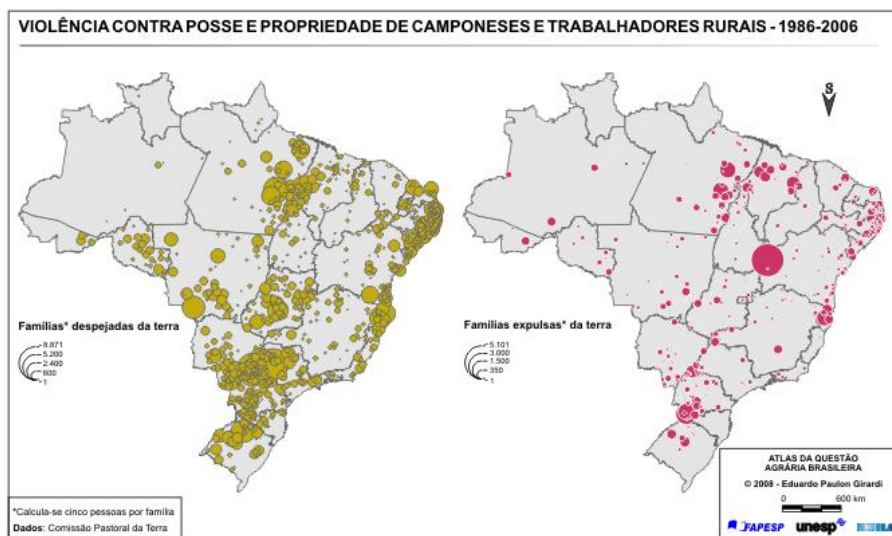 VIOLÊNCIA CONTRA POSSE E PROPRIEDADE DE CAMPONESES E TRABALHADORES RURAIS - 1986-2006
S
Famílias* despejadas da terra
8.871
5.200
2.400
600
1
Famílias expulsas* da terra
5.101
3.000
1.500
350
1
*Calcula-se cinco pessoas por família
Dados: Comissão Pastoral da Terra
ATLAS DA QUESTÃO
AGRÁRIA BRASILEIRA
© 2008 - Eduardo Paulon Girardi
0 600 km
FAPESP unesp